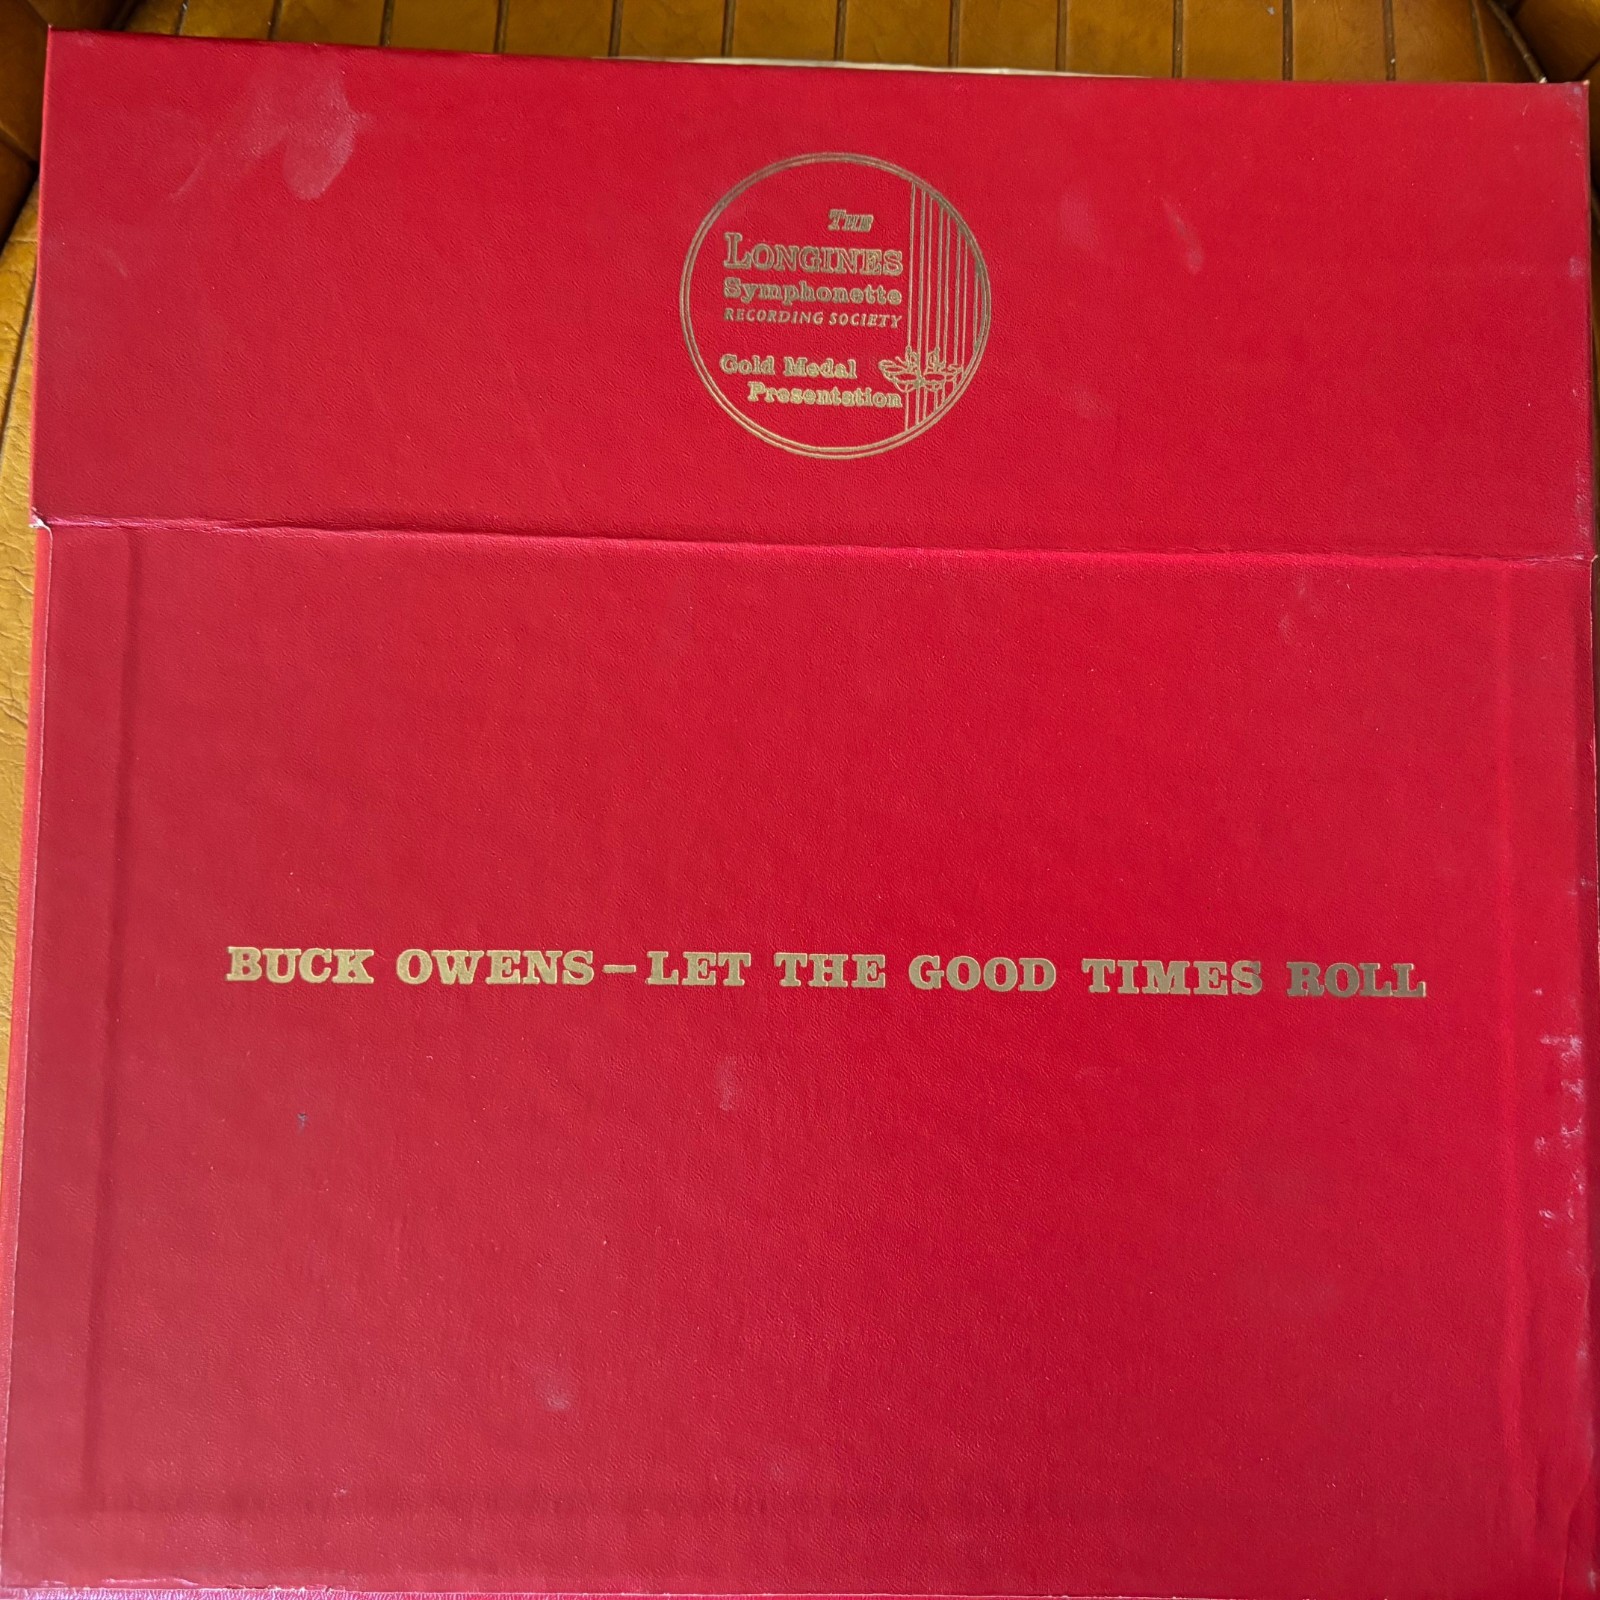 THE
LONGINES
Symphonette
RECORDING SOCIETY
Gold Medal
Presentation
BUCK OWENS—LET THE GOOD TIMES ROLL